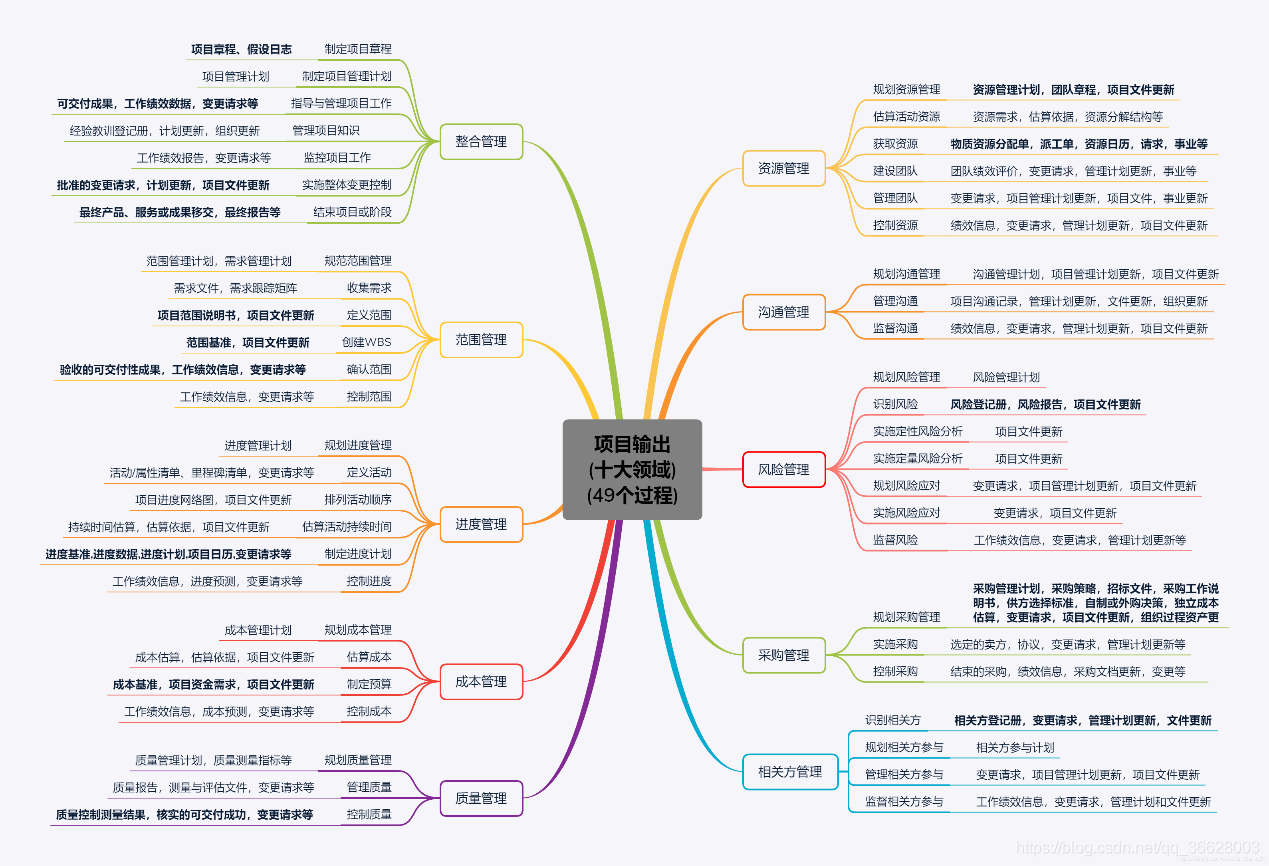 项目输出
(十大领域)
(49个过程)
整合管理
项目章程、假设日志 制定项目章程
项目管理计划 制定项目管理计划
可交付成果，工作绩效数据，变更请求等 指导与管理项目工作
经验教训登记册，计划更新，组织更新 管理项目知识
工作绩效报告，变更请求等 监控项目工作
批准的变更请求，计划更新，项目文件更新 实施整体变更控制
最终产品、服务或成果移交，最终报告等 结束项目或阶段
范围管理
范围管理计划，需求管理计划 规范范围管理
需求文件，需求跟踪矩阵 收集需求
项目范围说明书，项目文件更新 定义范围
范围基准，项目文件更新 创建WBS
验收的可交付性成果，工作绩效信息，变更请求等 确认范围
工作绩效信息，变更请求等 控制范围
进度管理
进度管理计划 规划进度管理
活动/属性清单、里程碑清单，变更请求等 定义活动
项目进度网络图，项目文件更新 排列活动顺序
持续时间估算，估算依据，项目文件更新 估算活动持续时间
进度基准,进度数据,进度计划,项目日历,变更请求等 制定进度计划
工作绩效信息，进度预测，变更请求等 控制进度
成本管理
成本管理计划 规划成本管理
成本估算，估算依据，项目文件更新 估算成本
成本基准，项目资金需求，项目文件更新 制定预算
工作绩效信息，成本预测，变更请求等 控制成本
质量管理
质量管理计划，质量测量指标等 规划质量管理
质量报告，测量与评估文件，变更请求等 管理质量
质量控制测量结果，核实的可交付成功，变更请求等 控制质量
资源管理
规划资源管理 资源管理计划，团队章程，项目文件更新
估算活动资源 资源需求，估算依据，资源分解结构等
获取资源 物质资源分配单，派工单，资源日历，请求，事业等
建设团队 团队绩效评价，变更请求，管理计划更新，事业等
管理团队 变更请求，项目管理计划更新，项目文件，事业更新
控制资源 绩效信息，变更请求，管理计划更新，项目文件更新
沟通管理
规划沟通管理 沟通管理计划，项目管理计划更新，项目文件更新
管理沟通 项目沟通记录，管理计划更新，文件更新，组织更新
监督沟通 绩效信息，变更请求，管理计划更新，项目文件更新
风险管理
规划风险管理 风险管理计划
识别风险 风险登记册，风险报告，项目文件更新
实施定性风险分析 项目文件更新
实施定量风险分析 项目文件更新
规划风险应对 变更请求，项目管理计划更新，项目文件更新
实施风险应对 变更请求，项目文件更新
监督风险 工作绩效信息，变更请求，管理计划更新等
采购管理
采购管理计划，采购策略，招标文件，采购工作说
明书，供方选择标准，自制或外购决策，独立成本
规划采购管理 估算，变更请求，项目文件更新，组织过程资产更
实施采购 选定的卖方，协议，变更请求，管理计划更新等
控制采购 结束的采购，绩效信息，采购文档更新，变更等
相关方管理
识别相关方 相关方登记册，变更请求，管理计划更新，文件更新
规划相关方参与 相关方参与计划
管理相关方参与 变更请求，项目管理计划更新，项目文件更新
监督相关方参与 工作绩效信息，变更请求，管理计划和文件更新
https://blog.csdn.net/qq_36628003